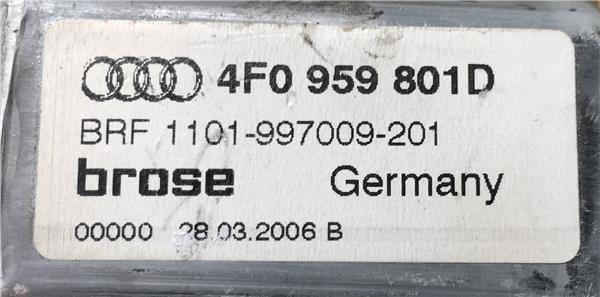 4F0 959 801D
BRF 1101-997009-201
brose Germany
00000 28.03.2006 B